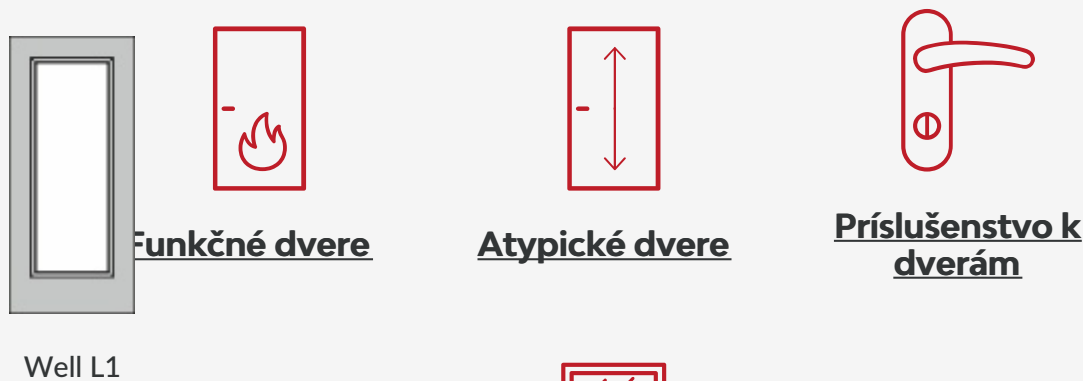 Funkčné dvere
Atypické dvere
Príslušenstvo k
dverám
Well L1